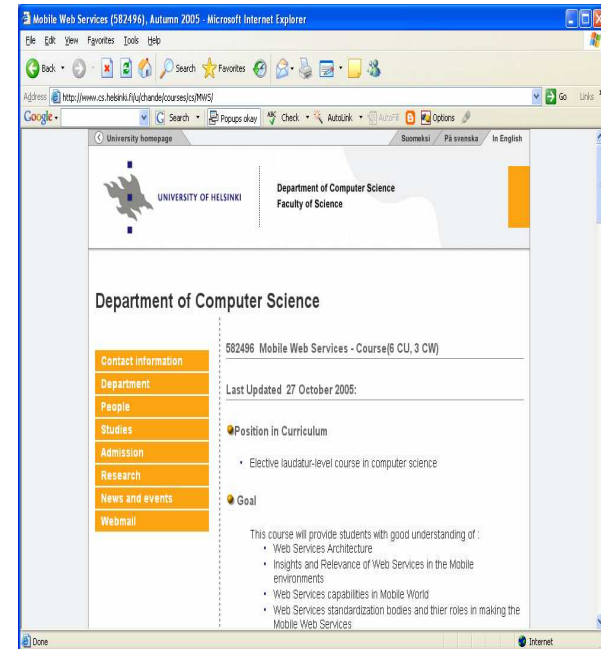 Mobile Web Services (582496), Autumn 2005 - Microsoft Internet Explorer
File Edit View Favorites Tools Help
Back Search Favorites
Address http://www.cs.helsinki.fi/u/chande/courses/cs/MWS/ Go Links
Google Search Popups okay Check AutoLink AutoFill Options
University homepage Suomeksi På svenska In English
UNIVERSITY OF HELSINKI
Department of Computer Science
Faculty of Science
Department of Computer Science
Contact information
Department
People
Studies
Admission
Research
News and events
Webmail
582496 Mobile Web Services - Course(6 CU, 3 CW)
Last Updated 27 October 2005:
Position in Curriculum
• Elective laudatur-level course in computer science
Goal
This course will provide students with good understanding of :
• Web Services Architecture
• Insights and Relevance of Web Services in the Mobile
environments
• Web Services capabilities in Mobile World
• Web Services standardization bodies and thier roles in making the
Mobile Web Services
Done Internet